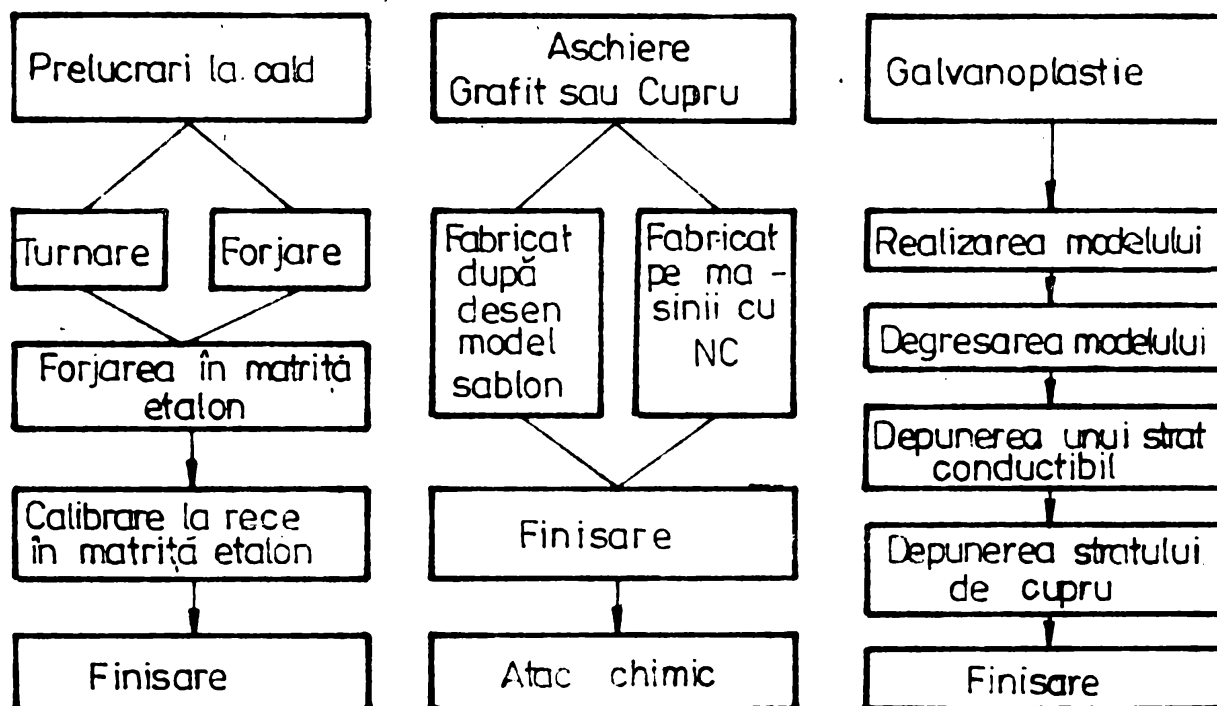 Prelucrari la cald
Turnare
Forjare
Forjarea în matriță
etalon
Calibrare la rece
în matriță etalon
Finisare
Aschiere
Grafit sau Cupru
Fabricat
după
desen
model
sablon
Fabricat
pe ma -
sinii cu
NC
Finisare
Atac chimic
Galvanoplastie
Realizarea modelului
Degresarea modelului
Depunerea unui strat
conductibil
Depunerea stratului
de cupru
Finisare